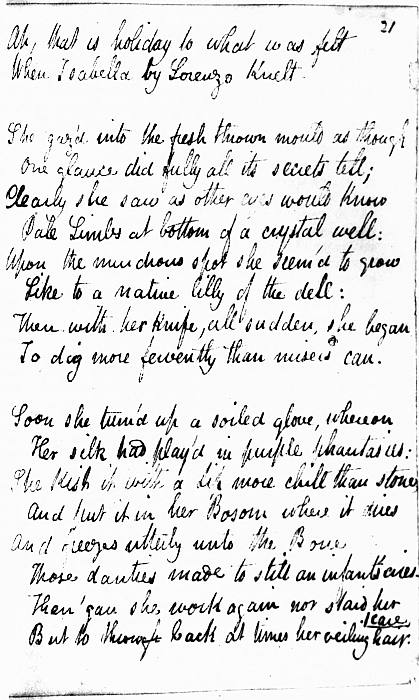 21
Ah, that is holiday to what was felt
When Isabella by Lorenzo knelt.
She gaz'd into the fresh thrown mould as though
One glance did fully all its secrets tell;
Clearly she saw as other eyes would know
Pale Limbs at bottom of a crystal well:
Upon the murdrous spot she seem'd to grow
Like to a native lilly of the dell:
Then with her knife, all sudden, she began
To dig more fervently than misers can.
Soon she turn'd up a soiled glove, whereon
Her silk had play'd in purple phantasies:
She kist it with a Lip more chill than stone,
And put it in her Bosom where it dries
And freezes utterly unto the Bone
Those danties made to still an infants cries.
Then 'gan she work again nor staid her
care
But to throw back at times her veiling hair.